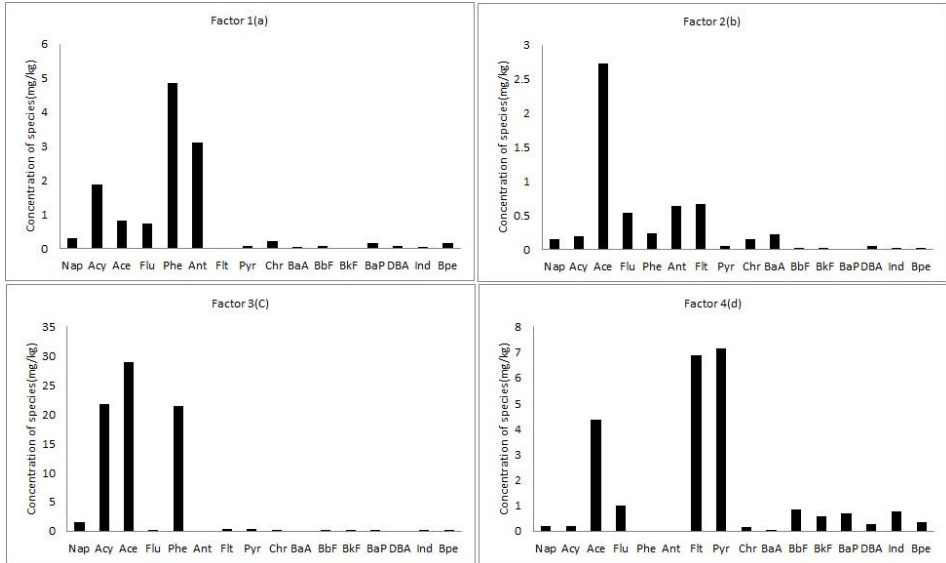 Factor 1(a)
Concentration of species(mg/kg)
6
5
4
3
2
1
0
Nap Acy Ace Flu Phe Ant Flt Pyr Chr BaA BbF BkF BaP DBA Ind Bpe
Factor 2(b)
Concentration of species(mg/kg)
3
2.5
2
1.5
1
0.5
0
Nap Acy Ace Flu Phe Ant Flt Pyr Chr BaA BbF BkF BaP DBA Ind Bpe
Factor 3(C)
Concentration of species(mg/kg)
35
30
25
20
15
10
5
0
Nap Acy Ace Flu Phe Ant Flt Pyr Chr BaA BbF BkF BaP DBA Ind Bpe
Factor 4(d)
Concentration of species(mg/kg)
8
7
6
5
4
3
2
1
0
Nap Acy Ace Flu Phe Ant Flt Pyr Chr BaA BbF BkF BaP DBA Ind Bpe